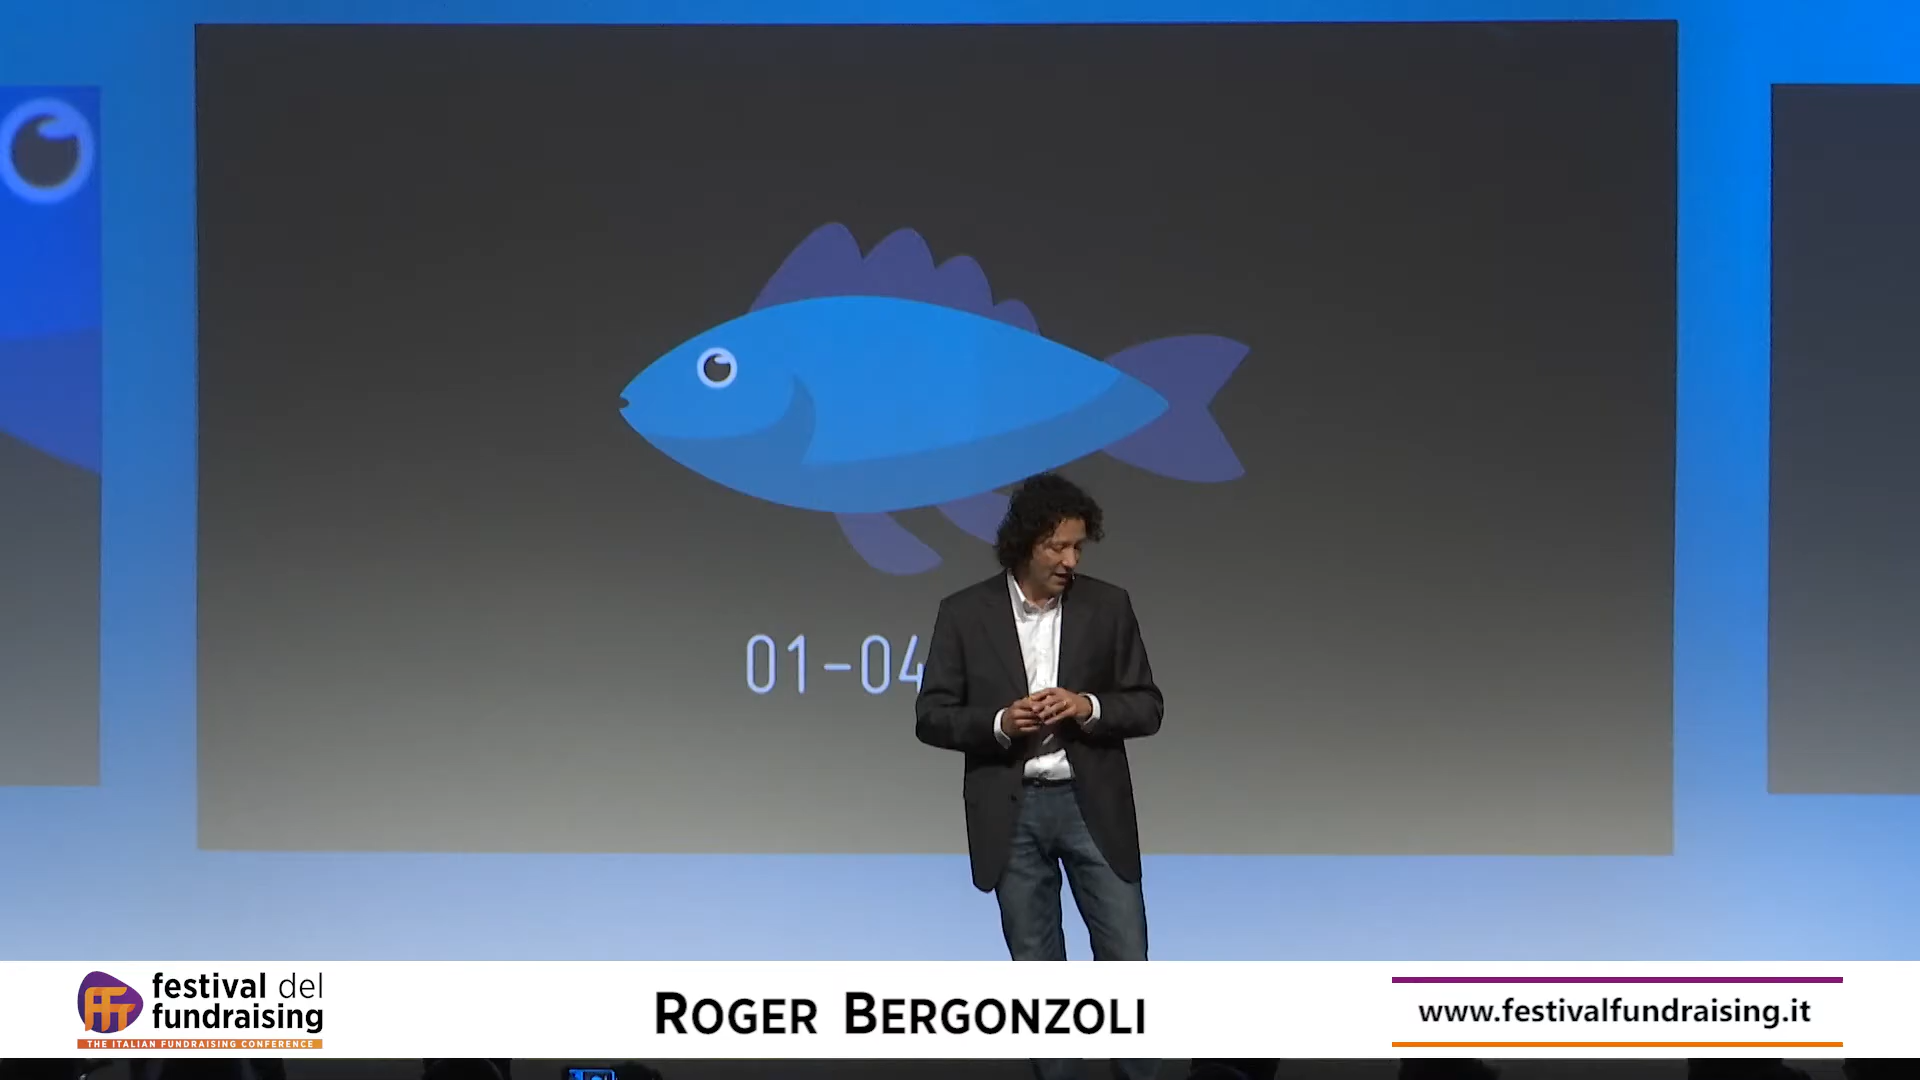 01-04
festival del
fundraising
THE ITALIAN FUNDRAISING CONFERENCE
ROGER BERGONZOLI
www.festivalfundraising.it